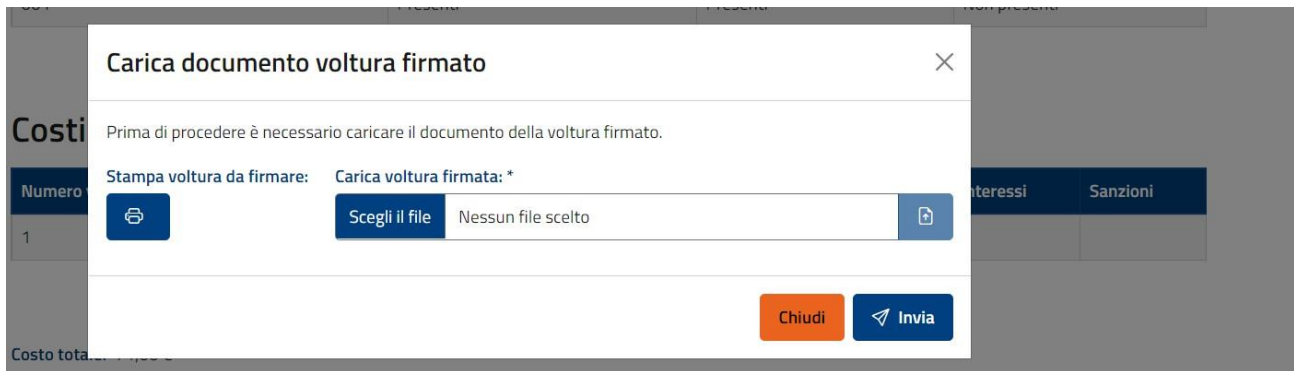 Carica documento voltura firmato
Costi
Prima di procedere è necessario caricare il documento della voltura firmato.
Stampa voltura da firmare: Carica voltura firmata: *
Numero Sanzioni
Scegli il file Nessun file scelto
1
Chiudi Invia
Costo